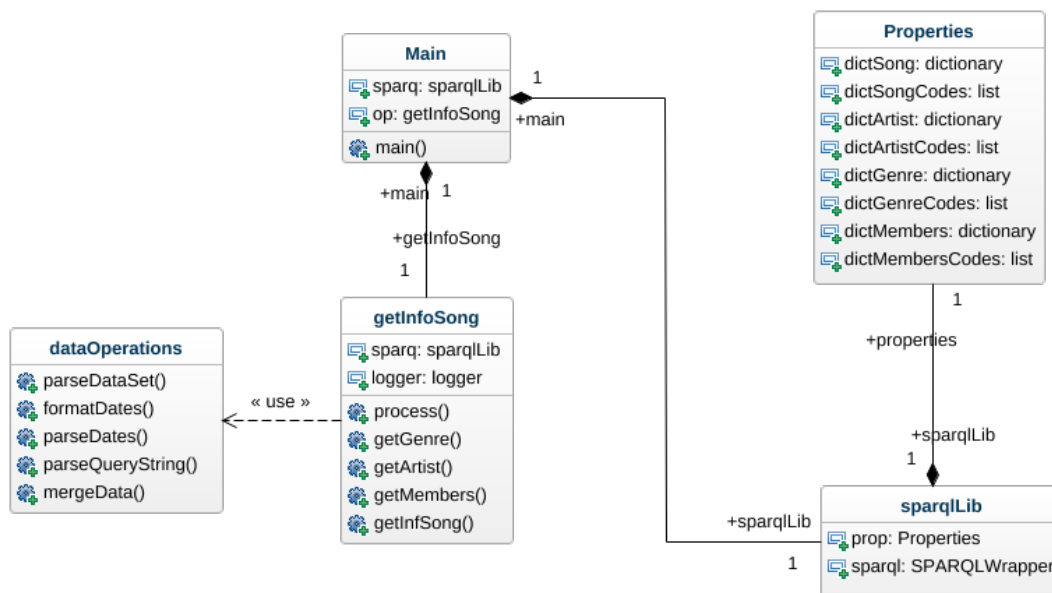 Main
sparq: sparqlLib
op: getInfoSong
main()
1
+main
+main
1
+getInfoSong
1
Properties
dictSong: dictionary
dictSongCodes: list
dictArtist: dictionary
dictArtistCodes: list
dictGenre: dictionary
dictGenreCodes: list
dictMembers: dictionary
dictMembersCodes: list
1
+properties
+sparqlLib
1
dataOperations
parseDataSet()
formatDates()
parseDates()
parseQueryString()
mergeData()
« use »
getInfoSong
sparq: sparqlLib
logger: logger
process()
getGenre()
getArtist()
getMembers()
getInfSong()
+sparqlLib
1
sparqlLib
prop: Properties
sparql: SPARQLWrapper